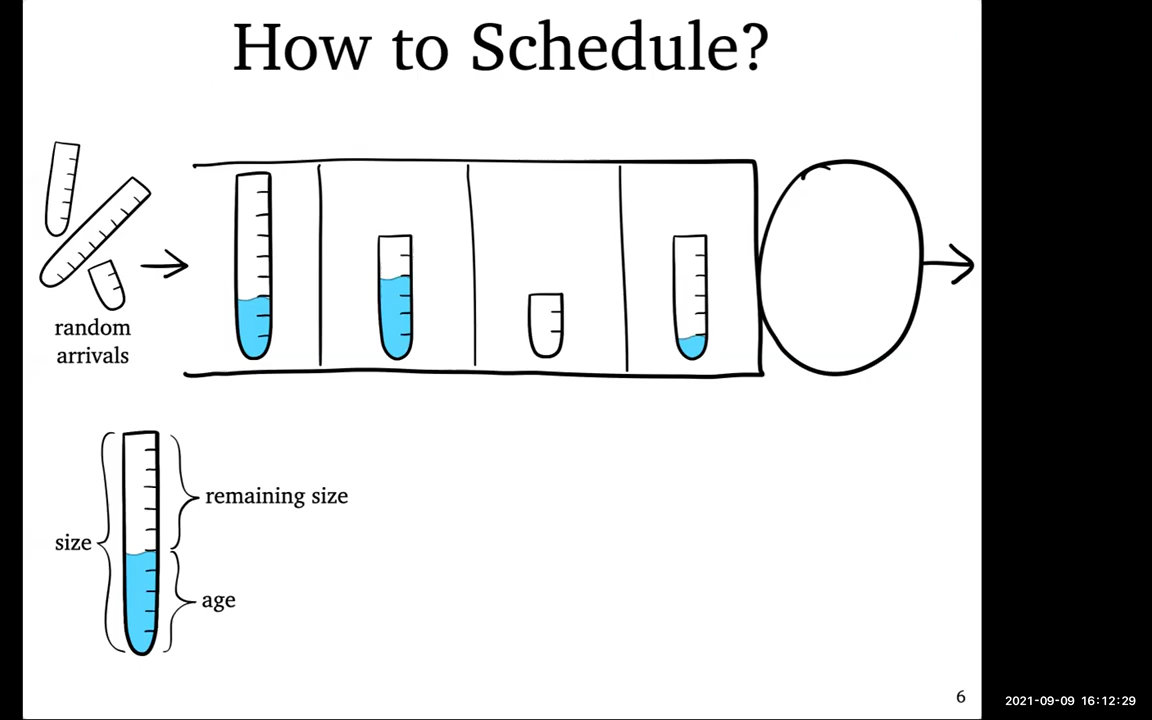 How to Schedule?
random
arrivals
remaining size
size
age
6
2021-09-09 16:12:29